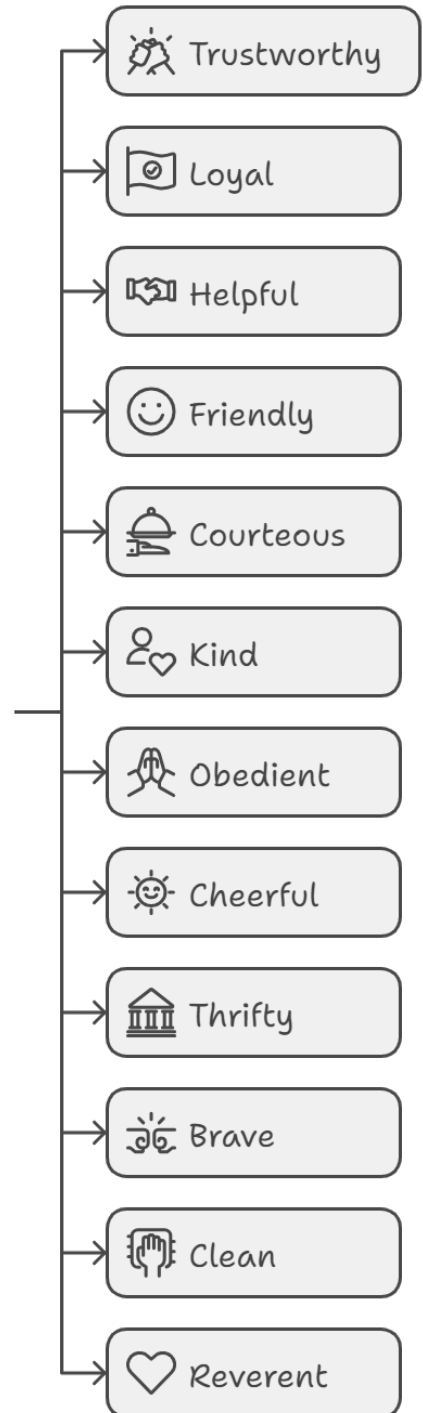 Trustworthy
Loyal
Helpful
Friendly
Courteous
Kind
Obedient
Cheerful
Thrifty
Brave
Clean
Reverent